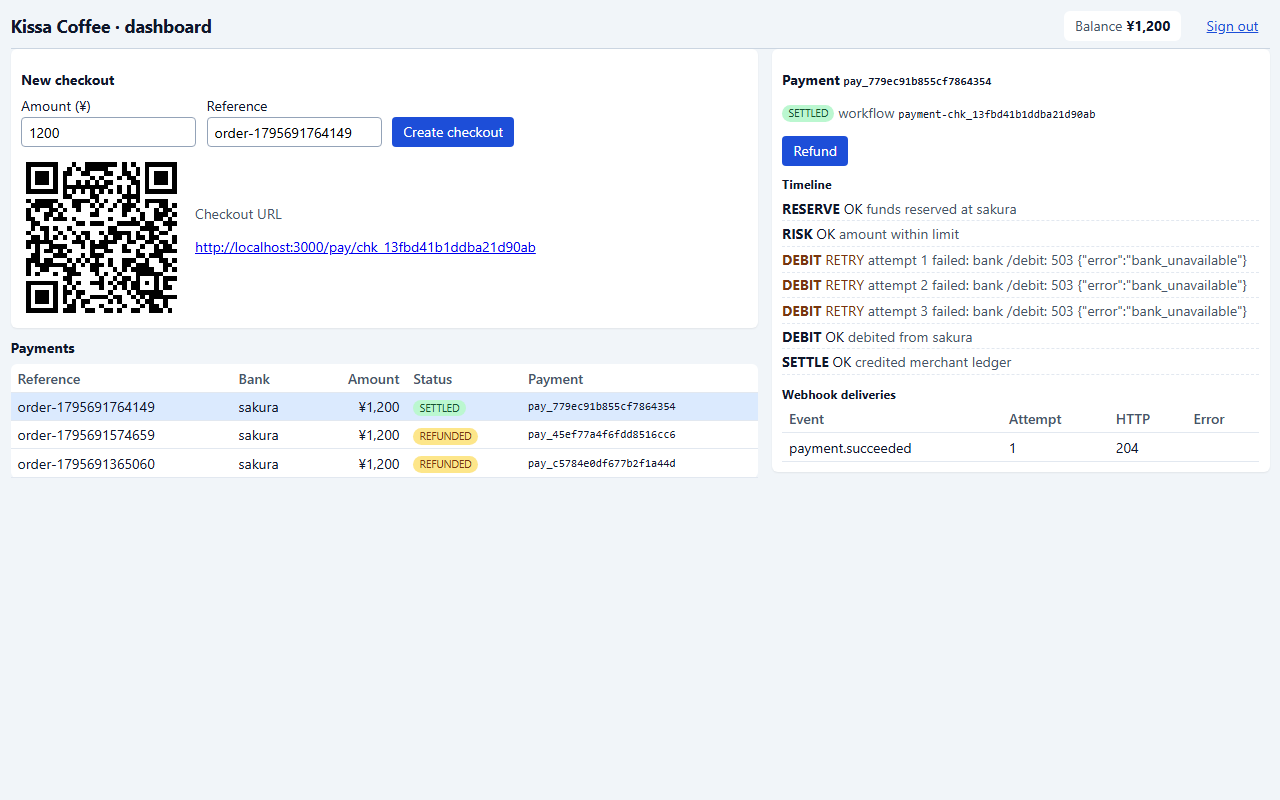 Kissa Coffee · dashboard
Balance ¥1,200
Sign out
New checkout
Amount (¥)
Reference
1200
order-1795691764149
Create checkout
Checkout URL
http://localhost:3000/pay/chk_13fbd41b1ddba21d90ab
Payments
Reference Bank Amount Status Payment
order-1795691764149 sakura ¥1,200 SETTLED pay_779ec91b855cf7864354
order-1795691574659 sakura ¥1,200 REFUNDED pay_45ef77a4f6fdd8516cc6
order-1795691365060 sakura ¥1,200 REFUNDED pay_c5784e0df677b2f1a44d
Payment pay_779ec91b855cf7864354
SETTLED workflow payment-chk_13fbd41b1ddba21d90ab
Refund
Timeline
RESERVE OK funds reserved at sakura
RISK OK amount within limit
DEBIT RETRY attempt 1 failed: bank /debit: 503 {"error":"bank_unavailable"}
DEBIT RETRY attempt 2 failed: bank /debit: 503 {"error":"bank_unavailable"}
DEBIT RETRY attempt 3 failed: bank /debit: 503 {"error":"bank_unavailable"}
DEBIT OK debited from sakura
SETTLE OK credited merchant ledger
Webhook deliveries
Event Attempt HTTP Error
payment.succeeded 1 204